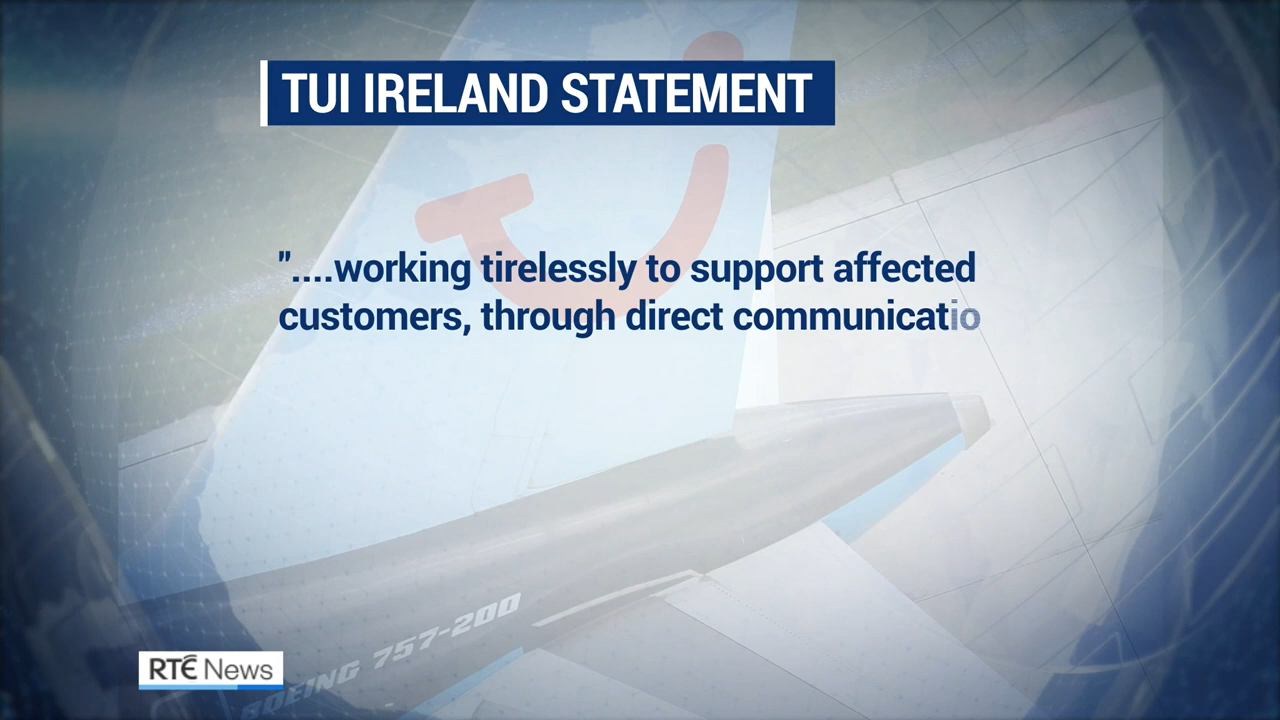 TUI IRELAND STATEMENT
"....working tirelessly to support affected
customers, through direct communicatio
BOEING 757-200
RTÉ News